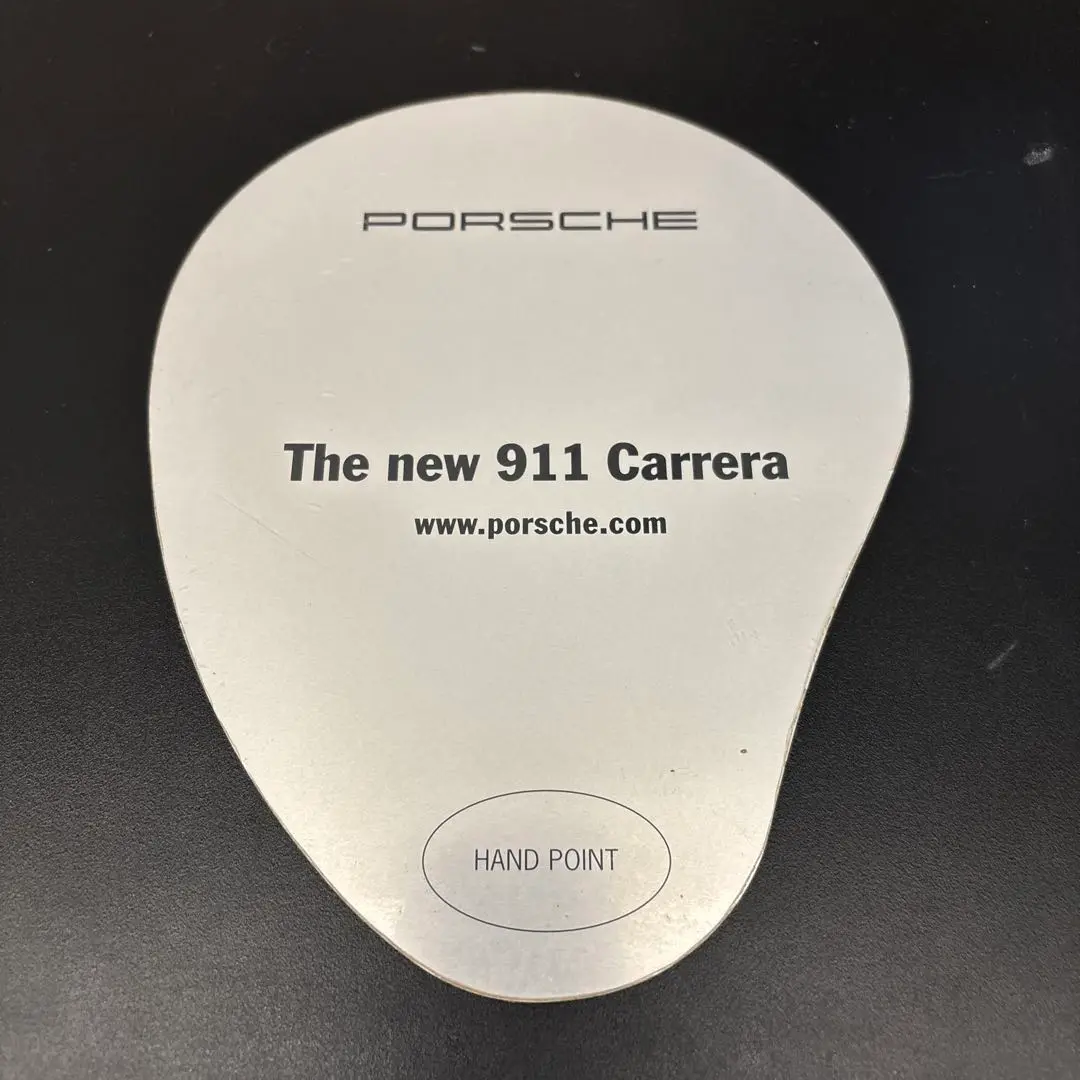 PORSCHE
The new 911 Carrera
www.porsche.com
HAND POINT